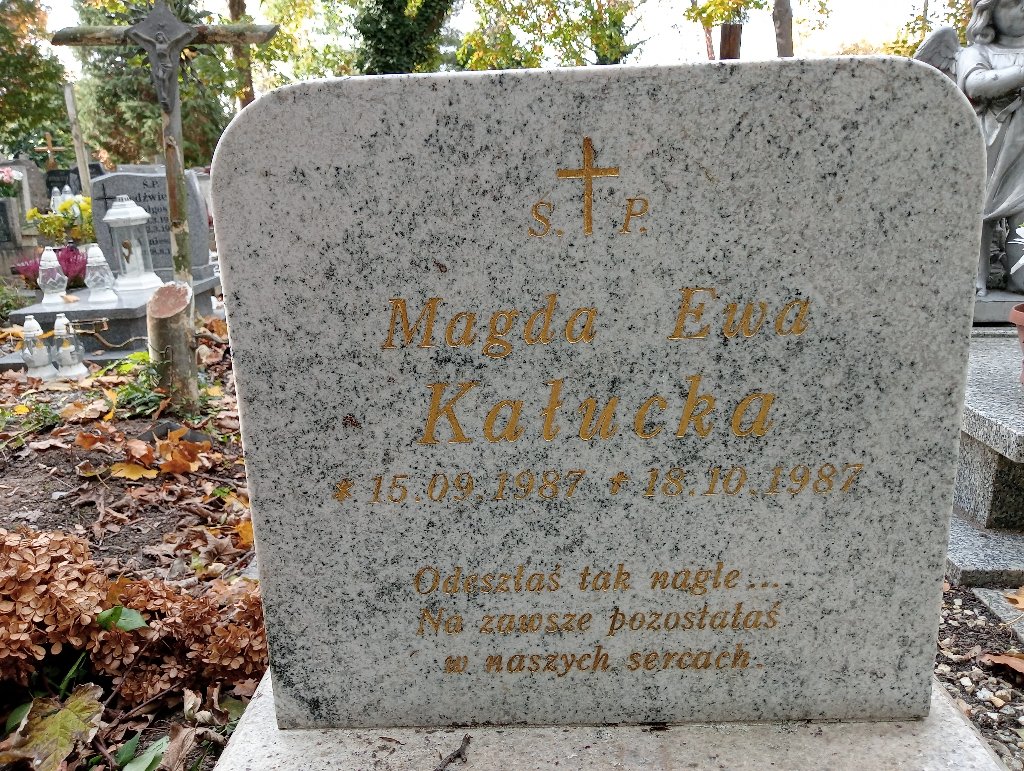 S. P.
Magda Ewa
Kałucka
* 15.09.1987 + 18.10.1987
Odeszłaś tak nagle...
Na zawsze pozostałaś
w naszych sercach.
S.P.